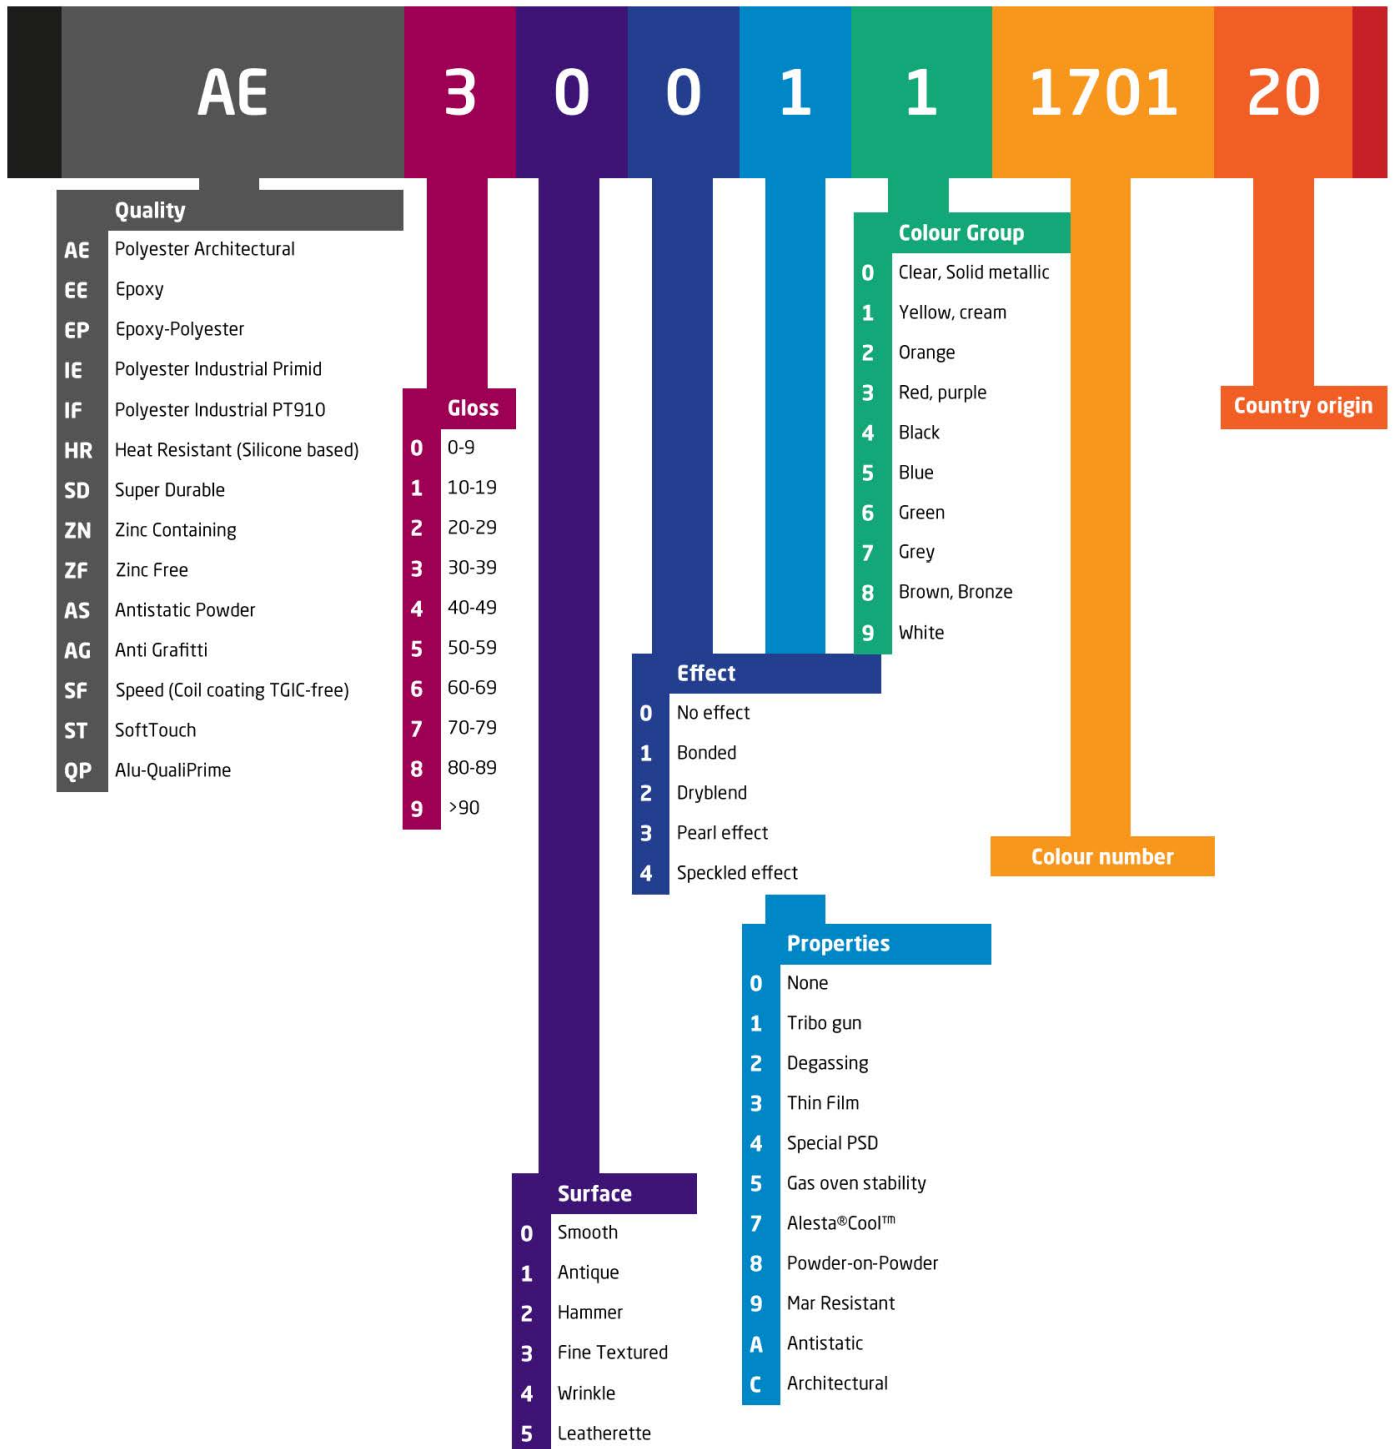 AE 3 0 0 1 1 1701 20
Quality
AE Polyester Architectural
EE Epoxy
EP Epoxy-Polyester
IE Polyester Industrial Primid
IF Polyester Industrial PT910
HR Heat Resistant (Silicone based)
SD Super Durable
ZN Zinc Containing
ZF Zinc Free
AS Antistatic Powder
AG Anti Grafitti
SF Speed (Coil coating TGIC-free)
ST SoftTouch
QP Alu-QualiPrime
Gloss
0 0-9
1 10-19
2 20-29
3 30-39
4 40-49
5 50-59
6 60-69
7 70-79
8 80-89
9 >90
Surface
0 Smooth
1 Antique
2 Hammer
3 Fine Textured
4 Wrinkle
5 Leatherette
Effect
0 No effect
1 Bonded
2 Dryblend
3 Pearl effect
4 Speckled effect
Properties
0 None
1 Tribo gun
2 Degassing
3 Thin Film
4 Special PSD
5 Gas oven stability
7 Alesta®Cool™
8 Powder-on-Powder
9 Mar Resistant
A Antistatic
C Architectural
Colour Group
0 Clear, Solid metallic
1 Yellow, cream
2 Orange
3 Red, purple
4 Black
5 Blue
6 Green
7 Grey
8 Brown, Bronze
9 White
Colour number
Country origin